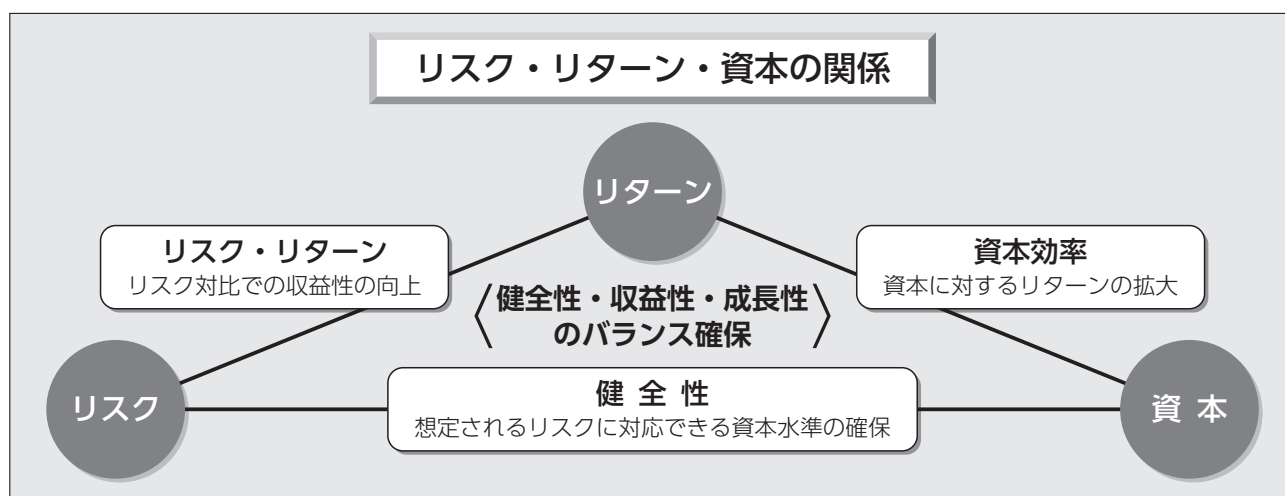 リスク・リターン・資本の関係
リターン
リスク・リターン
リスク対比での収益性の向上
資本効率
資本に対するリターンの拡大
〈健全性・収益性・成長性
のバランス確保〉
リスク
健全性
想定されるリスクに対応できる資本水準の確保
資本